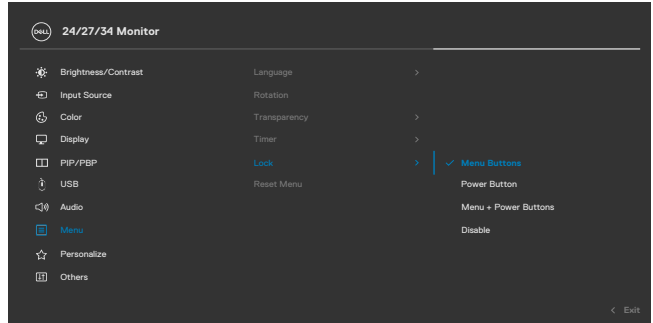 DELL 24/27/34 Monitor
Brightness/Contrast
Input Source
Color
Display
PIP/PBP
USB
Audio
Menu
Personalize
Others
Language
Rotation
Transparency
Timer
Lock
Reset Menu
Menu Buttons
Power Button
Menu + Power Buttons
Disable
Exit